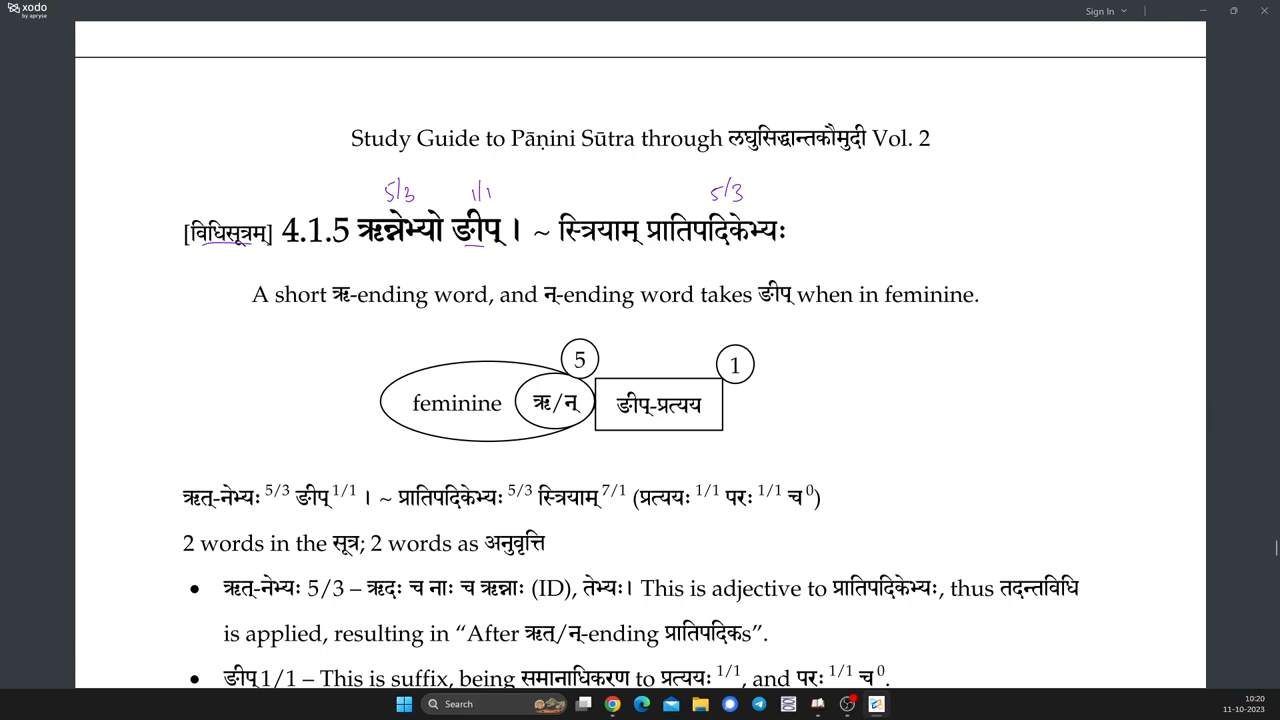 xodo
by apryse
Sign In
Study Guide to Pāṇini Sūtra through लघुसिद्धान्तकौमुदी Vol. 2
5/3 1/1 5/3
[विधिसूत्रम्] 4.1.5 ऋन्नेभ्यो ङीप् । ~ स्त्रियाम् प्रातिपदिकेभ्यः
A short ऋ-ending word, and न्-ending word takes ङीप् when in feminine.
5
1
feminine ऋ/न् ङीप्-प्रत्यय
ऋत्-नेभ्यः 5/3 ङीप् 1/1 । ~ प्रातिपदिकेभ्यः 5/3 स्त्रियाम् 7/1 (प्रत्ययः 1/1 परः 1/1 च 0)
2 words in the सूत्र; 2 words as अनुवृत्ति
• ऋत्-नेभ्यः 5/3 – ऋदः च नाः च ऋन्नाः (ID), तेभ्यः। This is adjective to प्रातिपदिकेभ्यः, thus तदन्तविधि
is applied, resulting in “After ऋत्/न्-ending प्रातिपदिकs”.
• ङीप् 1/1 – This is suffix, being समानाधिकरण to प्रत्ययः 1/1, and परः 1/1 च 0.
Search
10:20
11-10-2023